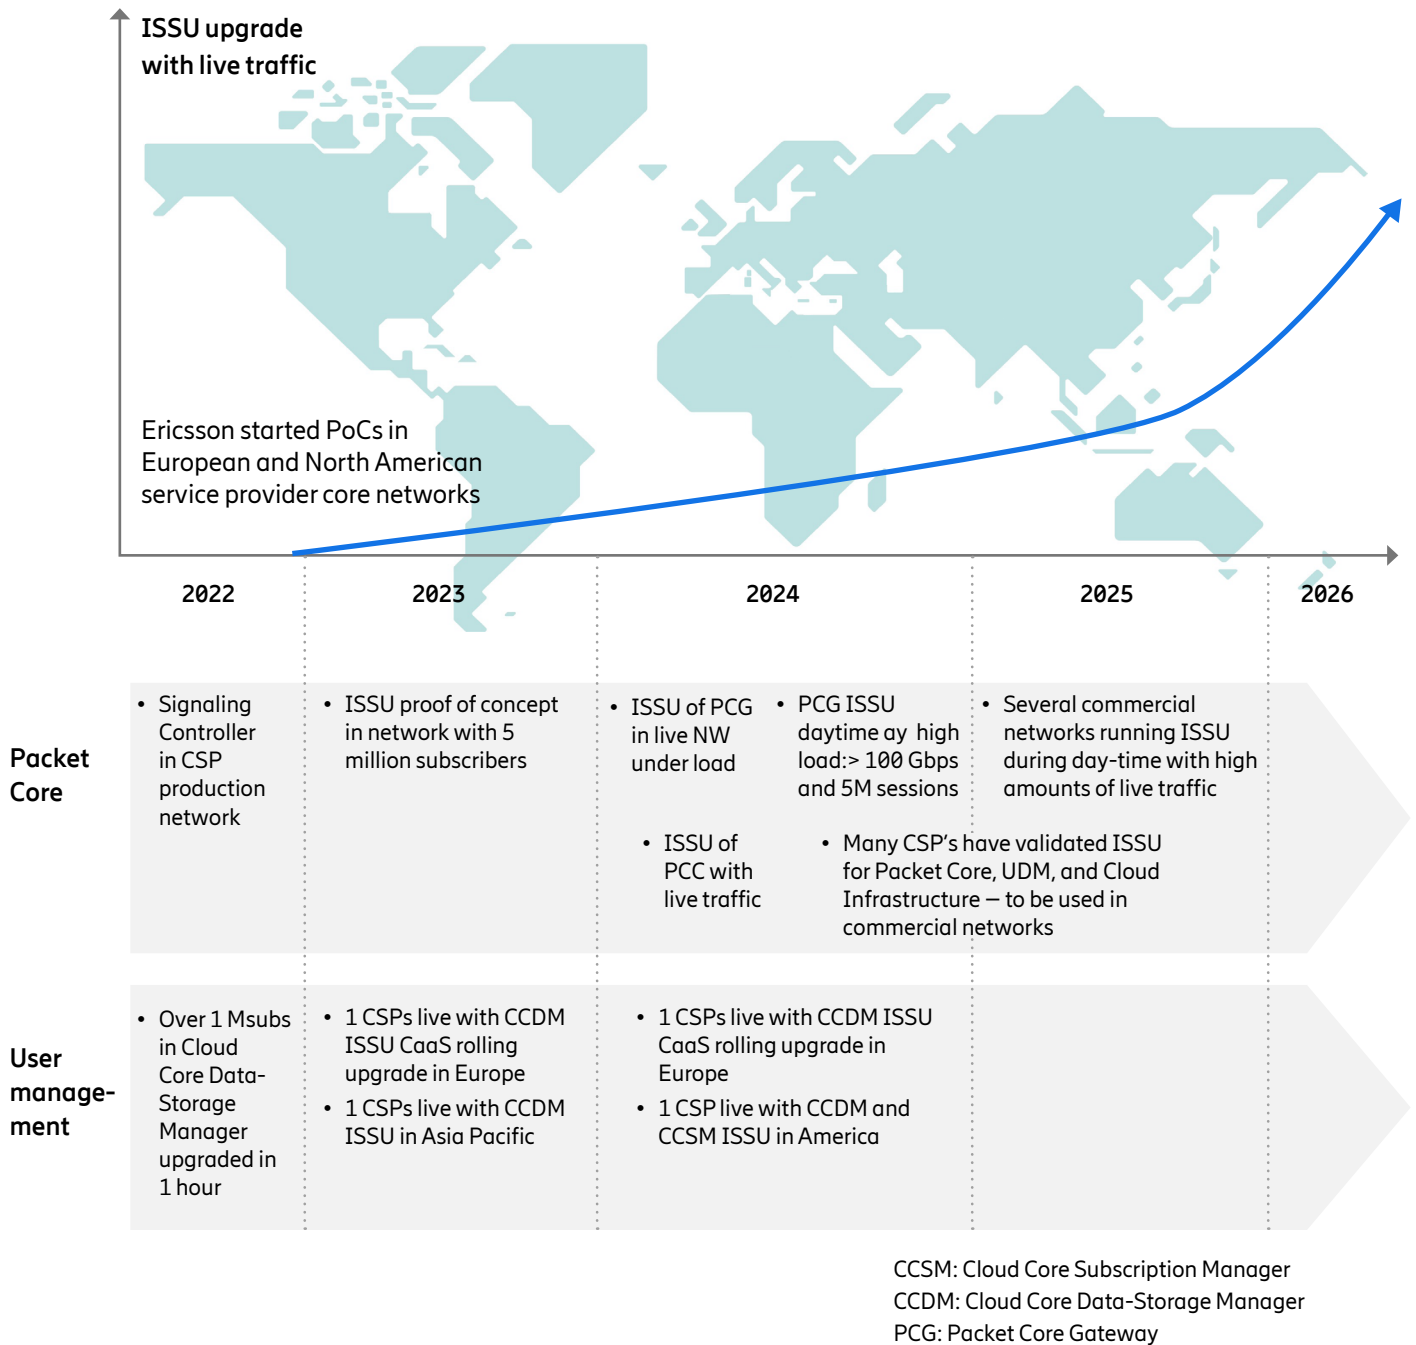 ISSU upgrade
with live traffic
Ericsson started PoCs in
European and North American
service provider core networks
2022
2023
2024
2025
2026
Packet
Core
• Signaling
Controller
in CSP
production
network
• ISSU proof of concept
in network with 5
million subscribers
• ISSU of PCG
in live NW
under load
• PCG ISSU
daytime ay  high
load:> 100 Gbps
and 5M sessions
• Several commercial
networks running ISSU
during day-time with high
amounts of live traffic
• ISSU of
PCC with
live traffic
• Many CSP’s have validated ISSU
for Packet Core, UDM, and Cloud
Infrastructure – to be used in
commercial networks
User
manage-
ment
• Over 1 Msubs
in Cloud
Core Data-
Storage
Manager
upgraded in
1 hour
• 1 CSPs live with CCDM
ISSU CaaS rolling
upgrade in Europe
• 1 CSPs live with CCDM
ISSU in Asia Pacific
• 1 CSPs live with CCDM ISSU
CaaS rolling upgrade in
Europe
• 1 CSP live with CCDM and
CCSM ISSU in America
CCSM: Cloud Core Subscription Manager
CCDM: Cloud Core Data-Storage Manager
PCG: Packet Core Gateway